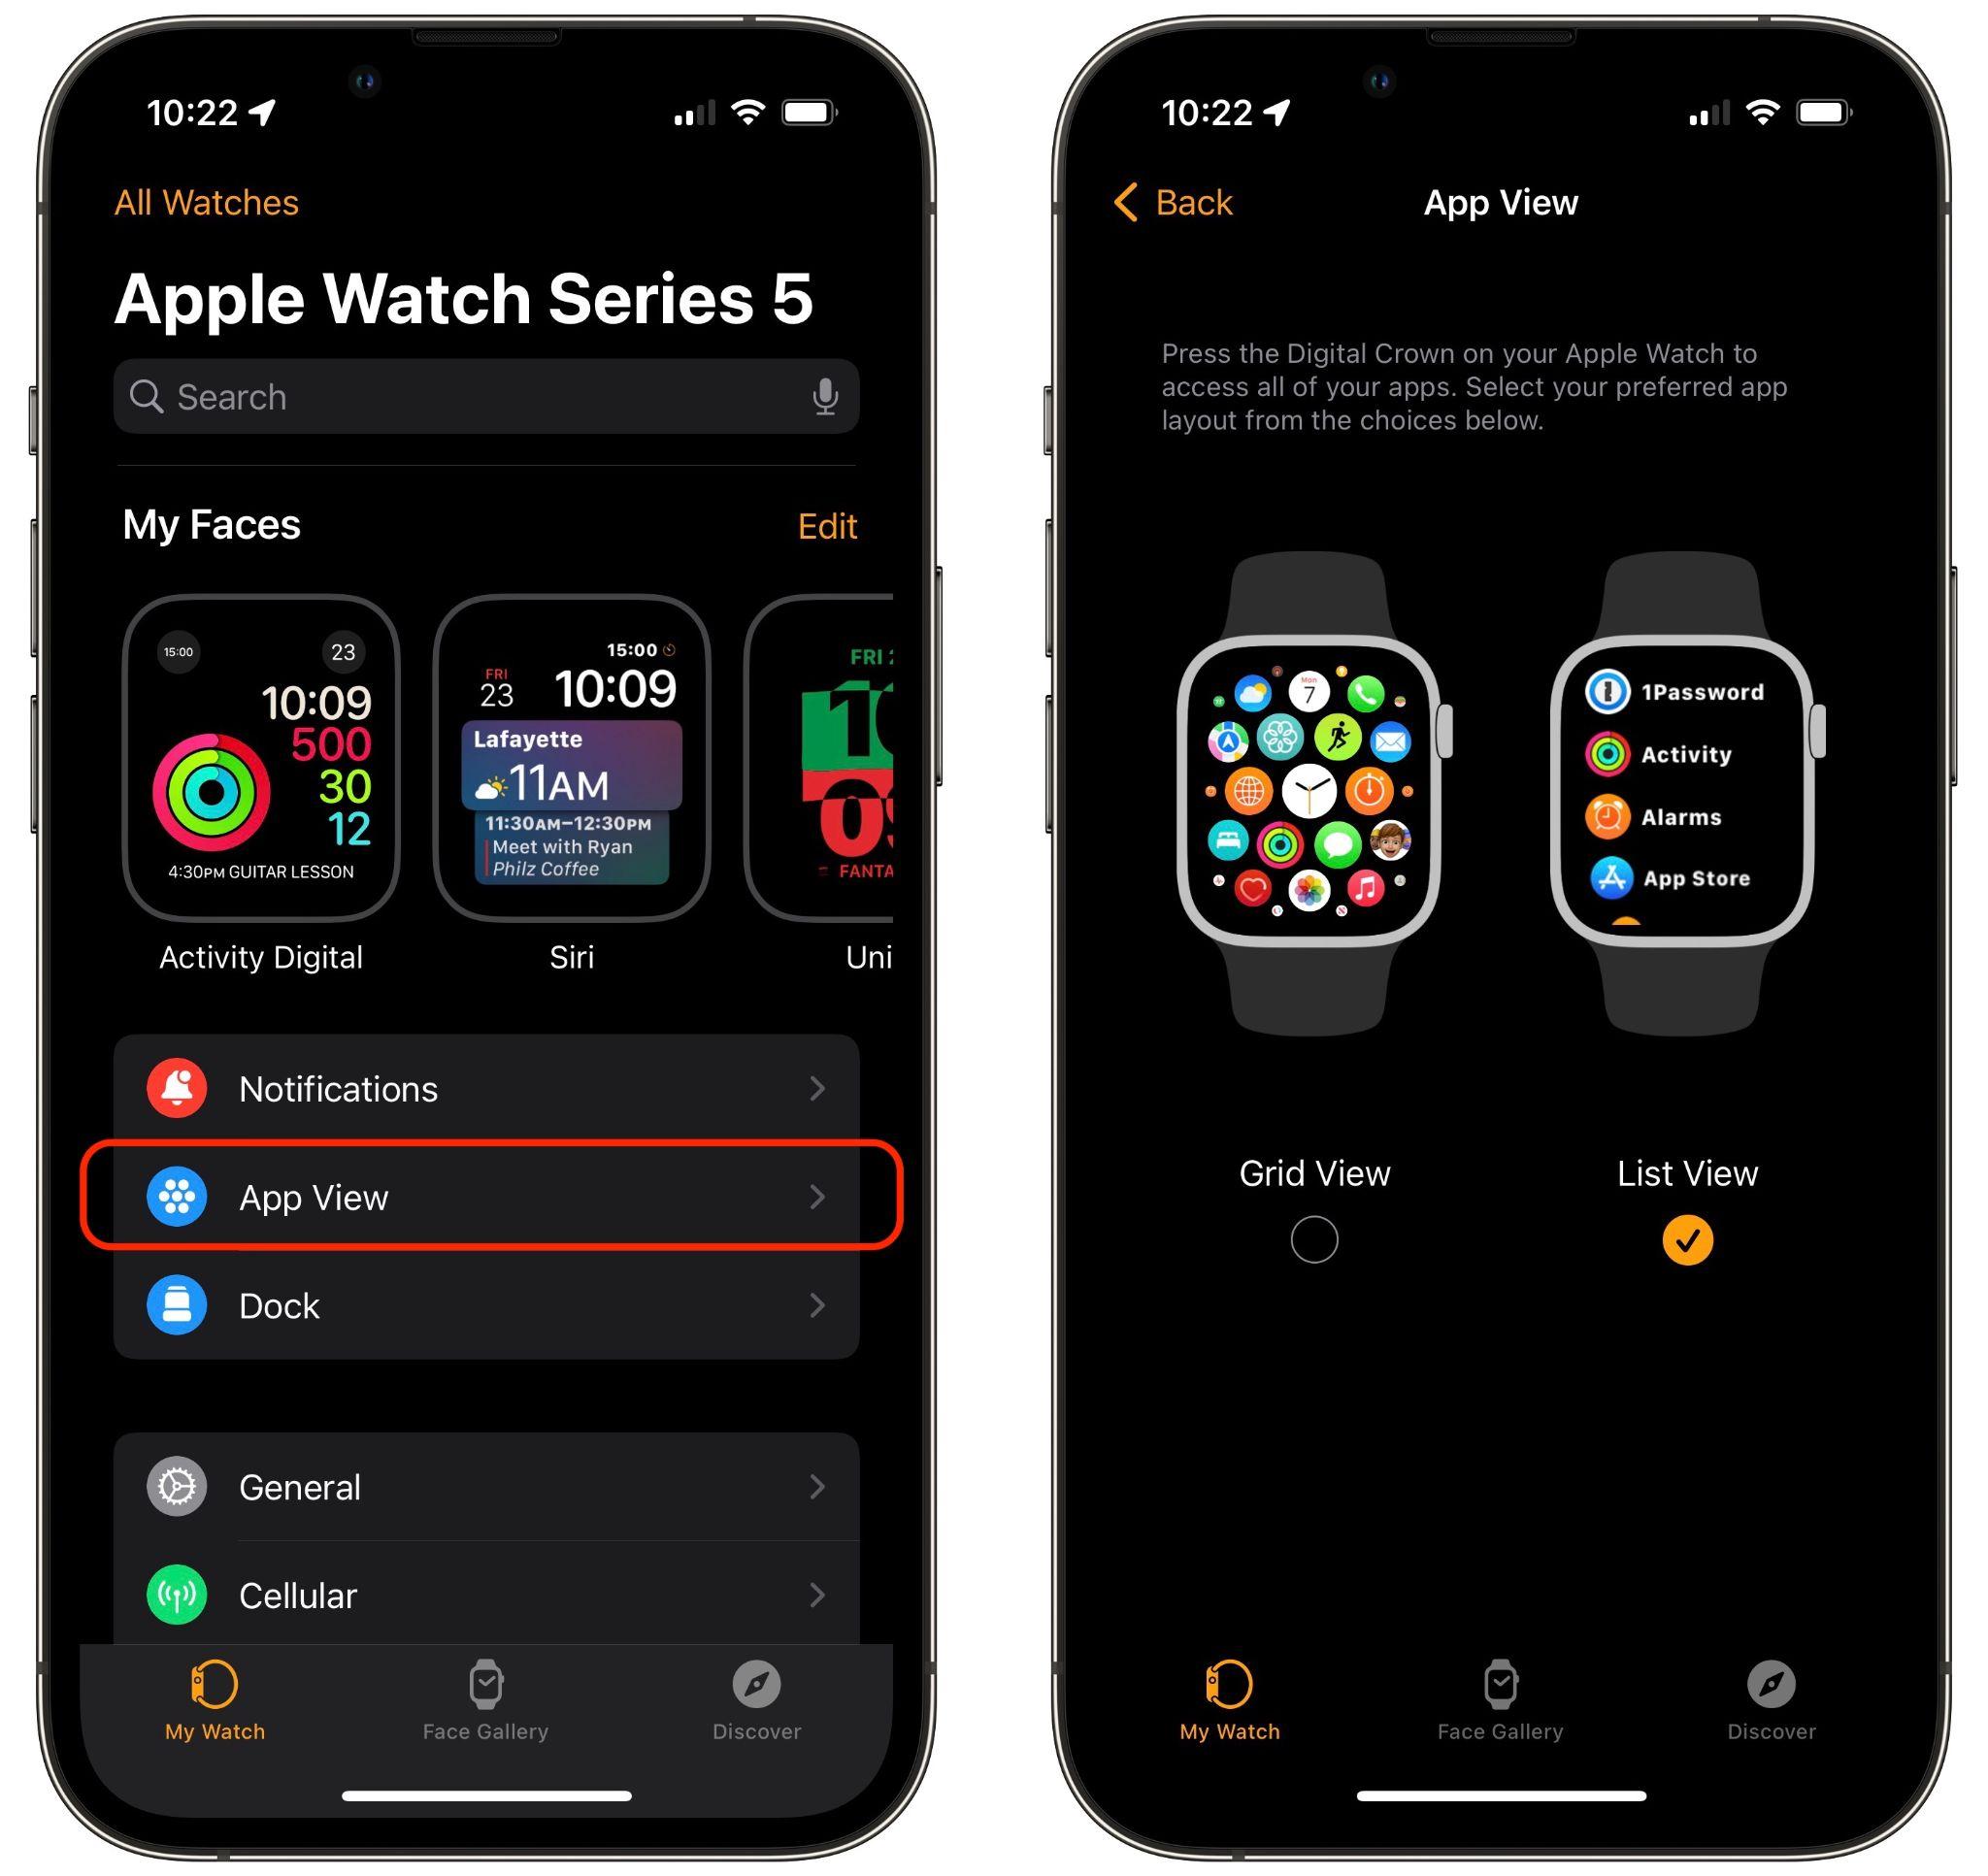 10:22
All Watches
Apple Watch Series 5
Search
My Faces
Edit
15:00
23
10:09
500
30
12
4:30PM GUITAR LESSON
Activity Digital
FRI
23
15:00
10:09
Lafayette
11AM
11:30AM–12:30PM
Meet with Ryan
Philz Coffee
Siri
FRI
10
09
FANTA
Uni
Notifications
App View
Dock
General
Cellular
My Watch
Face Gallery
Discover
10:22
Back
App View
Press the Digital Crown on your Apple Watch to
access all of your apps. Select your preferred app
layout from the choices below.
Mon
7
1Password
Activity
Alarms
App Store
Grid View
List View
My Watch
Face Gallery
Discover